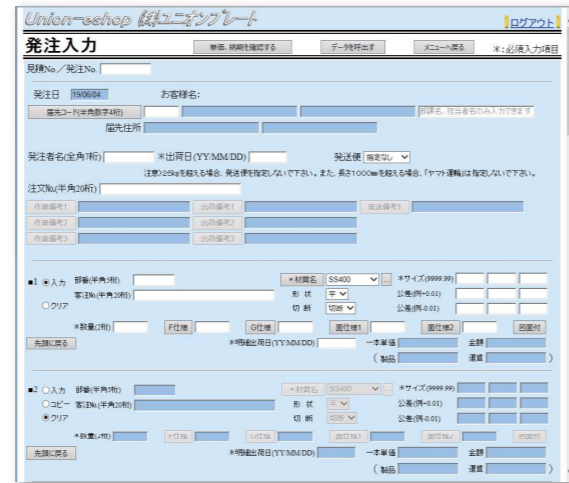 Union-eshop ㈱ユニオンプレート
ログアウト
発注入力 単価、納期を確認する データを呼出す メニューへ戻る *:必須入力項目
見積No／発注No.
発注日 19/06/04 お客様名:
届先コード(半角数字4桁) 部課名、担当者名のみ入力できます
届先住所
発注者名(全角7桁) *出荷日(YY/MM/DD) 発送便 指定なし
注意)25kgを超える場合、発送便を指定しないで下さい。また、長さ1000mmを超える場合、「ヤマト運輸」は指定しないで下さい。
注文No.(半角20桁)
作業備考1 出荷備考1 発送備考1
作業備考2 出荷備考2
作業備考3 出荷備考3
■1 入力 部番(半角5桁) *材質名 SS400 ... *サイズ(9999.99)
客注No.(半角20桁) 形 状 平 公差(例+0.01)
クリア 切 断 切断 公差(例-0.01)
*数量(2桁) F仕様 G仕様 面仕様1 面仕様2 図面付
先頭に戻る *明細出荷日(YY/MM/DD) 一本単価 金額
(製品 運賃 )
■2 入力 部番(半角5桁) *材質名 SS400 ... *サイズ(9999.99)
コピー 客注No.(半角20桁) 形 状 平 公差(例+0.01)
クリア 切 断 切断 公差(例-0.01)
*数量(2桁) F仕様 G仕様 面仕様1 面仕様2 図面付
先頭に戻る *明細出荷日(YY/MM/DD) 一本単価 金額
(製品 運賃 )